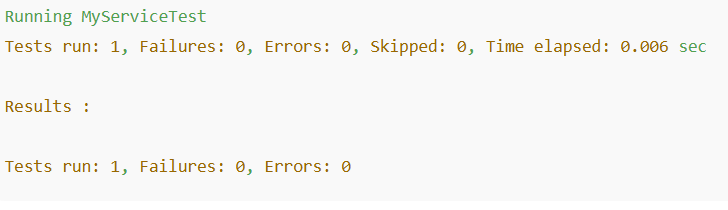 Running MyServiceTest
Tests run: 1, Failures: 0, Errors: 0, Skipped: 0, Time elapsed: 0.006 sec
Results :
Tests run: 1, Failures: 0, Errors: 0